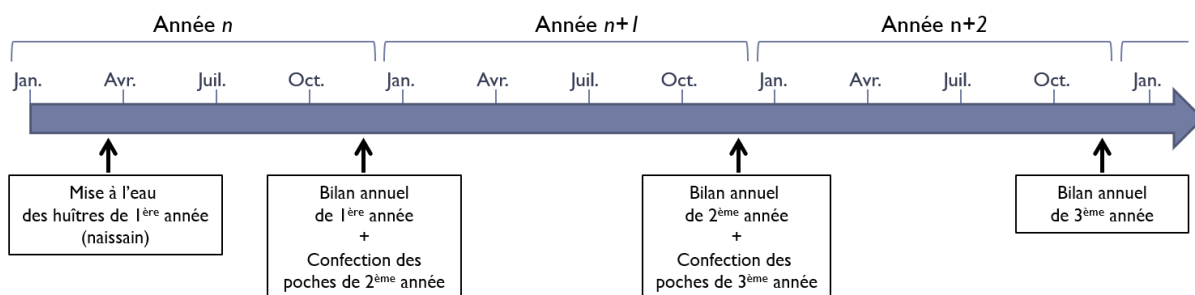 Année n Année n+1 Année n+2
Jan. Avr. Juil. Oct. Jan. Avr. Juil. Oct. Jan. Avr. Juil. Oct. Jan.
Mise à l'eau
des huîtres de 1ère année
(naissain)
Bilan annuel
de 1ère année
+
Confection des
poches de 2ème année
Bilan annuel
de 2ème année
+
Confection des
poches de 3ème année
Bilan annuel
de 3ème année